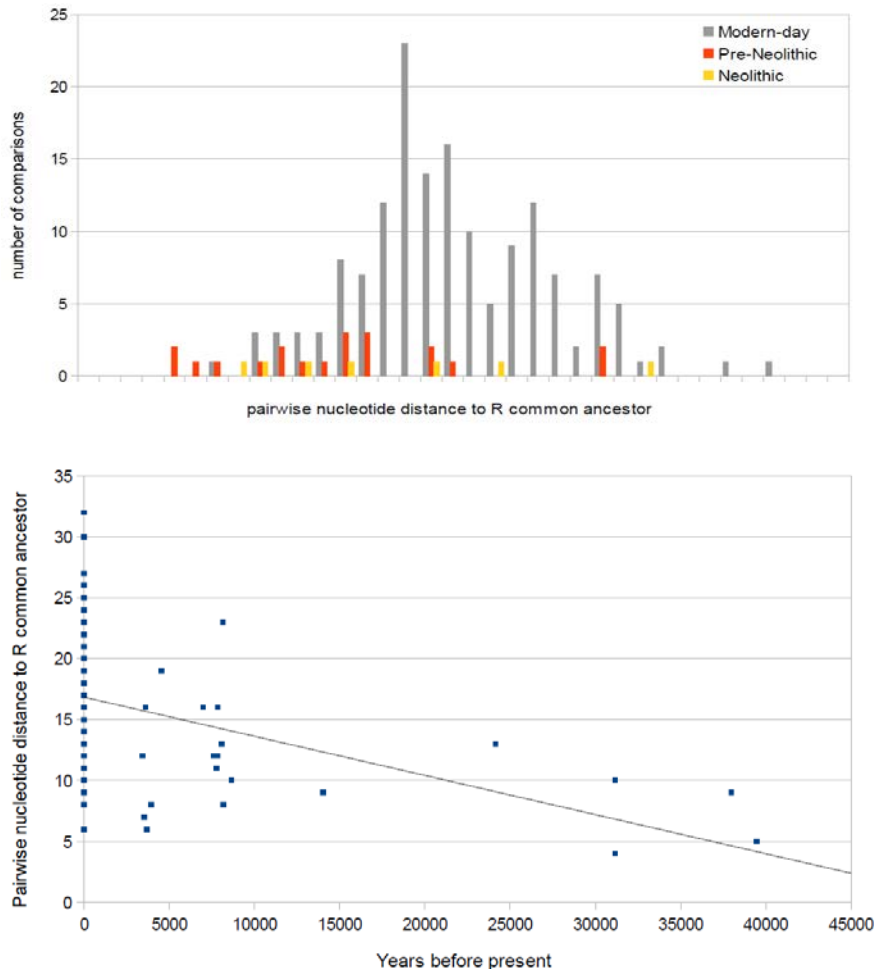 25
Modern-day
Pre-Neolithic
Neolithic
20
15
10
5
0
number of comparisons
pairwise nucleotide distance to R common ancestor
35
30
25
20
15
10
5
0
Pairwise nucleotide distance to R common ancestor
0 5000 10000 15000 20000 25000 30000 35000 40000 45000
Years before present